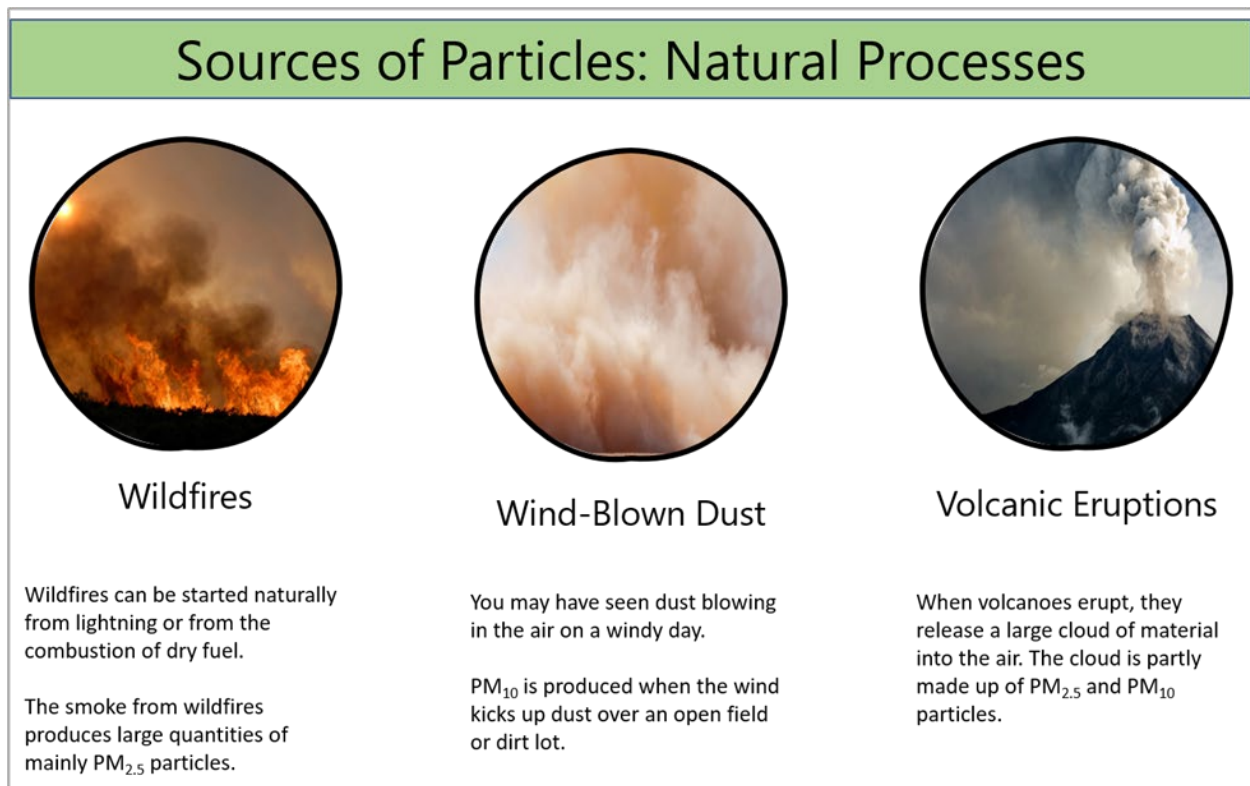 Sources of Particles: Natural Processes
Wildfires
Wildfires can be started naturally
from lightning or from the
combustion of dry fuel.
The smoke from wildfires
produces large quantities of
mainly PM2.5 particles.
Wind-Blown Dust
You may have seen dust blowing
in the air on a windy day.
PM10 is produced when the wind
kicks up dust over an open field
or dirt lot.
Volcanic Eruptions
When volcanoes erupt, they
release a large cloud of material
into the air. The cloud is partly
made up of PM2.5 and PM10
particles.